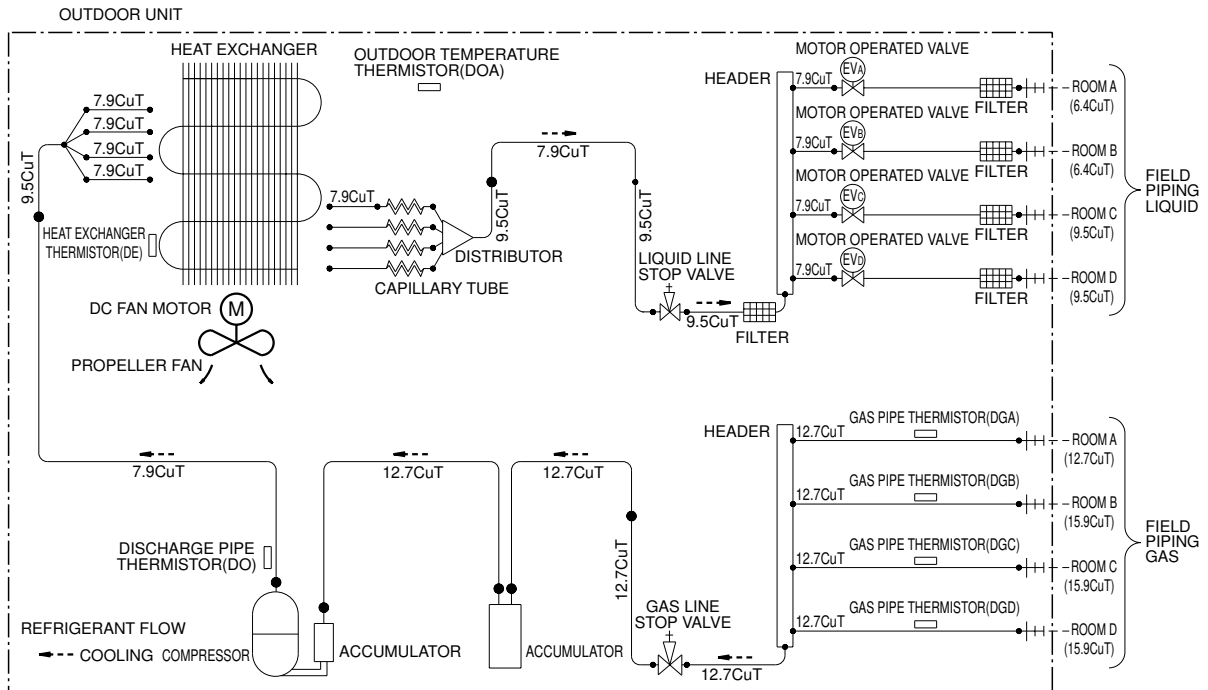 OUTDOOR UNIT
HEAT EXCHANGER
OUTDOOR TEMPERATURE
THERMISTOR(DOA)
7.9CuT
7.9CuT
7.9CuT
7.9CuT
9.5CuT
HEAT EXCHANGER
THERMISTOR(DE)
DC FAN MOTOR
M
PROPELLER FAN
7.9CuT
CAPILLARY TUBE
DISTRIBUTOR
9.5CuT
7.9CuT
9.5CuT
LIQUID LINE
STOP VALVE
9.5CuT
FILTER
HEADER
MOTOR OPERATED VALVE
7.9CuT
EVA
FILTER
ROOM A
(6.4CuT)
MOTOR OPERATED VALVE
7.9CuT
EVB
FILTER
ROOM B
(6.4CuT)
MOTOR OPERATED VALVE
7.9CuT
EVC
FILTER
ROOM C
(9.5CuT)
MOTOR OPERATED VALVE
7.9CuT
EVD
FILTER
ROOM D
(9.5CuT)
FIELD
PIPING
LIQUID
7.9CuT
12.7CuT
12.7CuT
12.7CuT
DISCHARGE PIPE
THERMISTOR(DO)
REFRIGERANT FLOW
COOLING
COMPRESSOR
ACCUMULATOR
ACCUMULATOR
GAS LINE
STOP VALVE
12.7CuT
HEADER
12.7CuT
GAS PIPE THERMISTOR(DGA)
ROOM A
(12.7CuT)
12.7CuT
GAS PIPE THERMISTOR(DGB)
ROOM B
(15.9CuT)
12.7CuT
GAS PIPE THERMISTOR(DGC)
ROOM C
(15.9CuT)
12.7CuT
GAS PIPE THERMISTOR(DGD)
ROOM D
(15.9CuT)
FIELD
PIPING
GAS